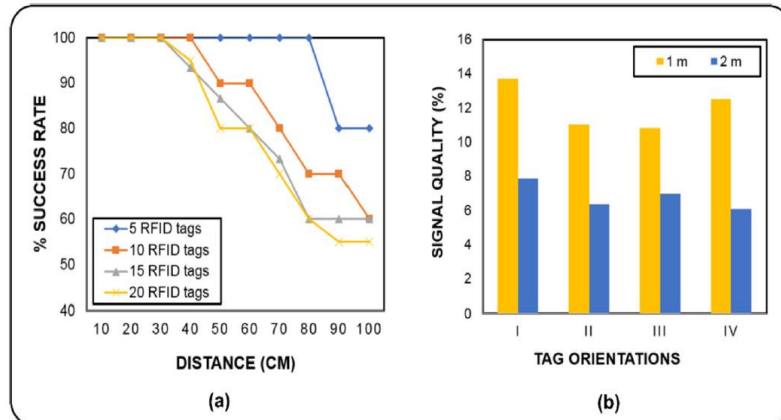 100
90
80
70
60
50
40
% SUCCESS RATE
5 RFID tags
10 RFID tags
15 RFID tags
20 RFID tags
10 20 30 40 50 60 70 80 90 100
DISTANCE (CM)
(a)
16
14
12
10
8
6
4
2
0
SIGNAL QUALITY (%)
1 m 2 m
I II III IV
TAG ORIENTATIONS
(b)